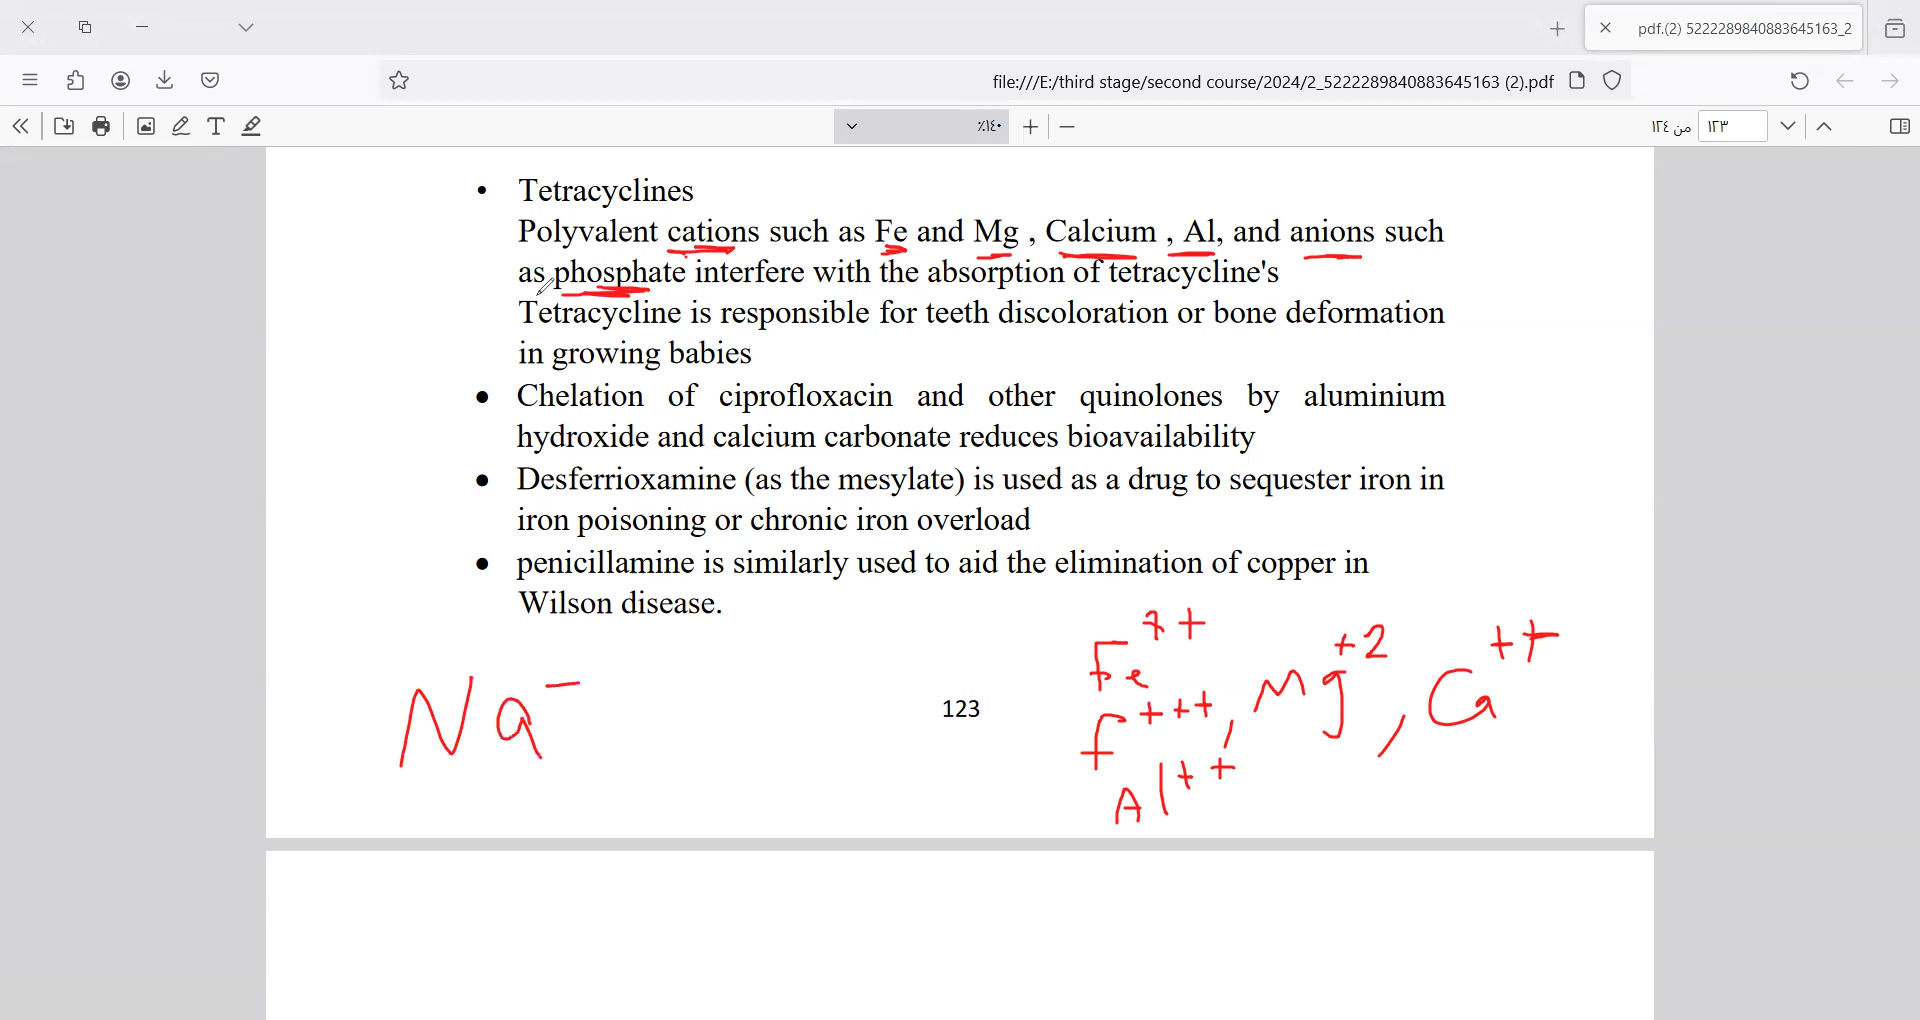 pdf.(2) 5222289840883645163_2
file:///E:/third stage/second course/2024/2_5222289840883645163 (2).pdf
٪١٤٠
١٢٣ من ١٢٤
• Tetracyclines
Polyvalent cations such as Fe and Mg , Calcium , Al, and anions such
as phosphate interfere with the absorption of tetracycline's
Tetracycline is responsible for teeth discoloration or bone deformation
in growing babies
• Chelation of ciprofloxacin and other quinolones by aluminium
hydroxide and calcium carbonate reduces bioavailability
• Desferrioxamine (as the mesylate) is used as a drug to sequester iron in
iron poisoning or chronic iron overload
• penicillamine is similarly used to aid the elimination of copper in
Wilson disease.
Na⁻
Fe
+++, Mg+2, Ca++
Al++
123